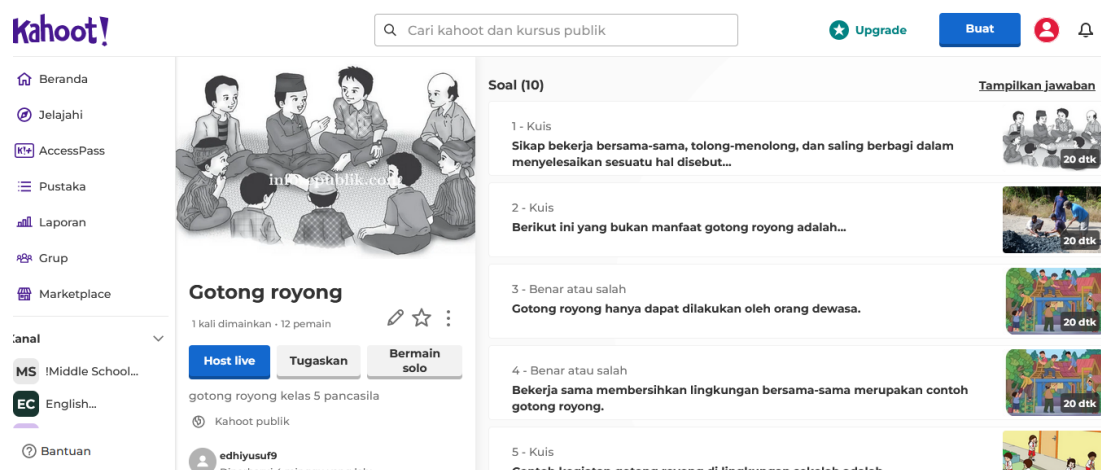 Kahoot!
Cari kahoot dan kursus publik
Upgrade
Buat
Beranda
Jelajahi
K!+ AccessPass
Pustaka
Laporan
Grup
Marketplace
Kanal
MS !Middle School...
EC English...
Bantuan
Gotong royong
1 kali dimainkan • 12 pemain
Host live
Tugaskan
Bermain
solo
gotong royong kelas 5 pancasila
Kahoot publik
edhiyusuf9
Soal (10)
Tampilkan jawaban
1 - Kuis
Sikap bekerja bersama-sama, tolong-menolong, dan saling berbagi dalam
menyelesaikan sesuatu hal disebut...
20 dtk
2 - Kuis
Berikut ini yang bukan manfaat gotong royong adalah...
20 dtk
3 - Benar atau salah
Gotong royong hanya dapat dilakukan oleh orang dewasa.
20 dtk
4 - Benar atau salah
Bekerja sama membersihkan lingkungan bersama-sama merupakan contoh
gotong royong.
20 dtk
5 - Kuis